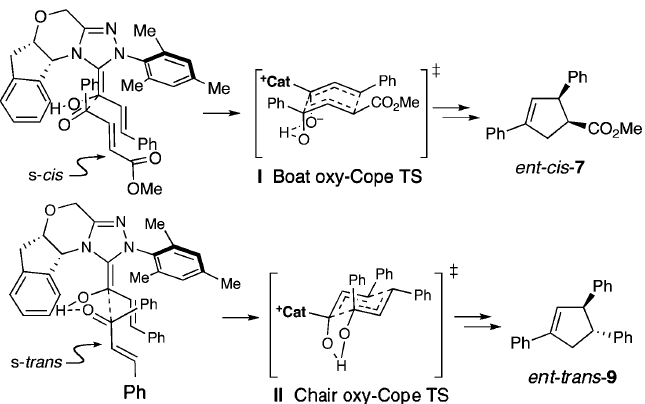 O
N
N
N
Me
Me
Me
Ph
H
O
O
Ph
O
OMe
s-cis
+Cat
Ph
Ph
CO2Me
O−
H
O
‡
I Boat oxy-Cope TS
Ph
Ph
CO2Me
ent-cis-7
O
N
N
N
Me
Me
Me
O
H
O
Ph
Ph
Ph
s-trans
+Cat
Ph
Ph
Ph
O
O
H
‡
II Chair oxy-Cope TS
Ph
Ph
Ph
ent-trans-9